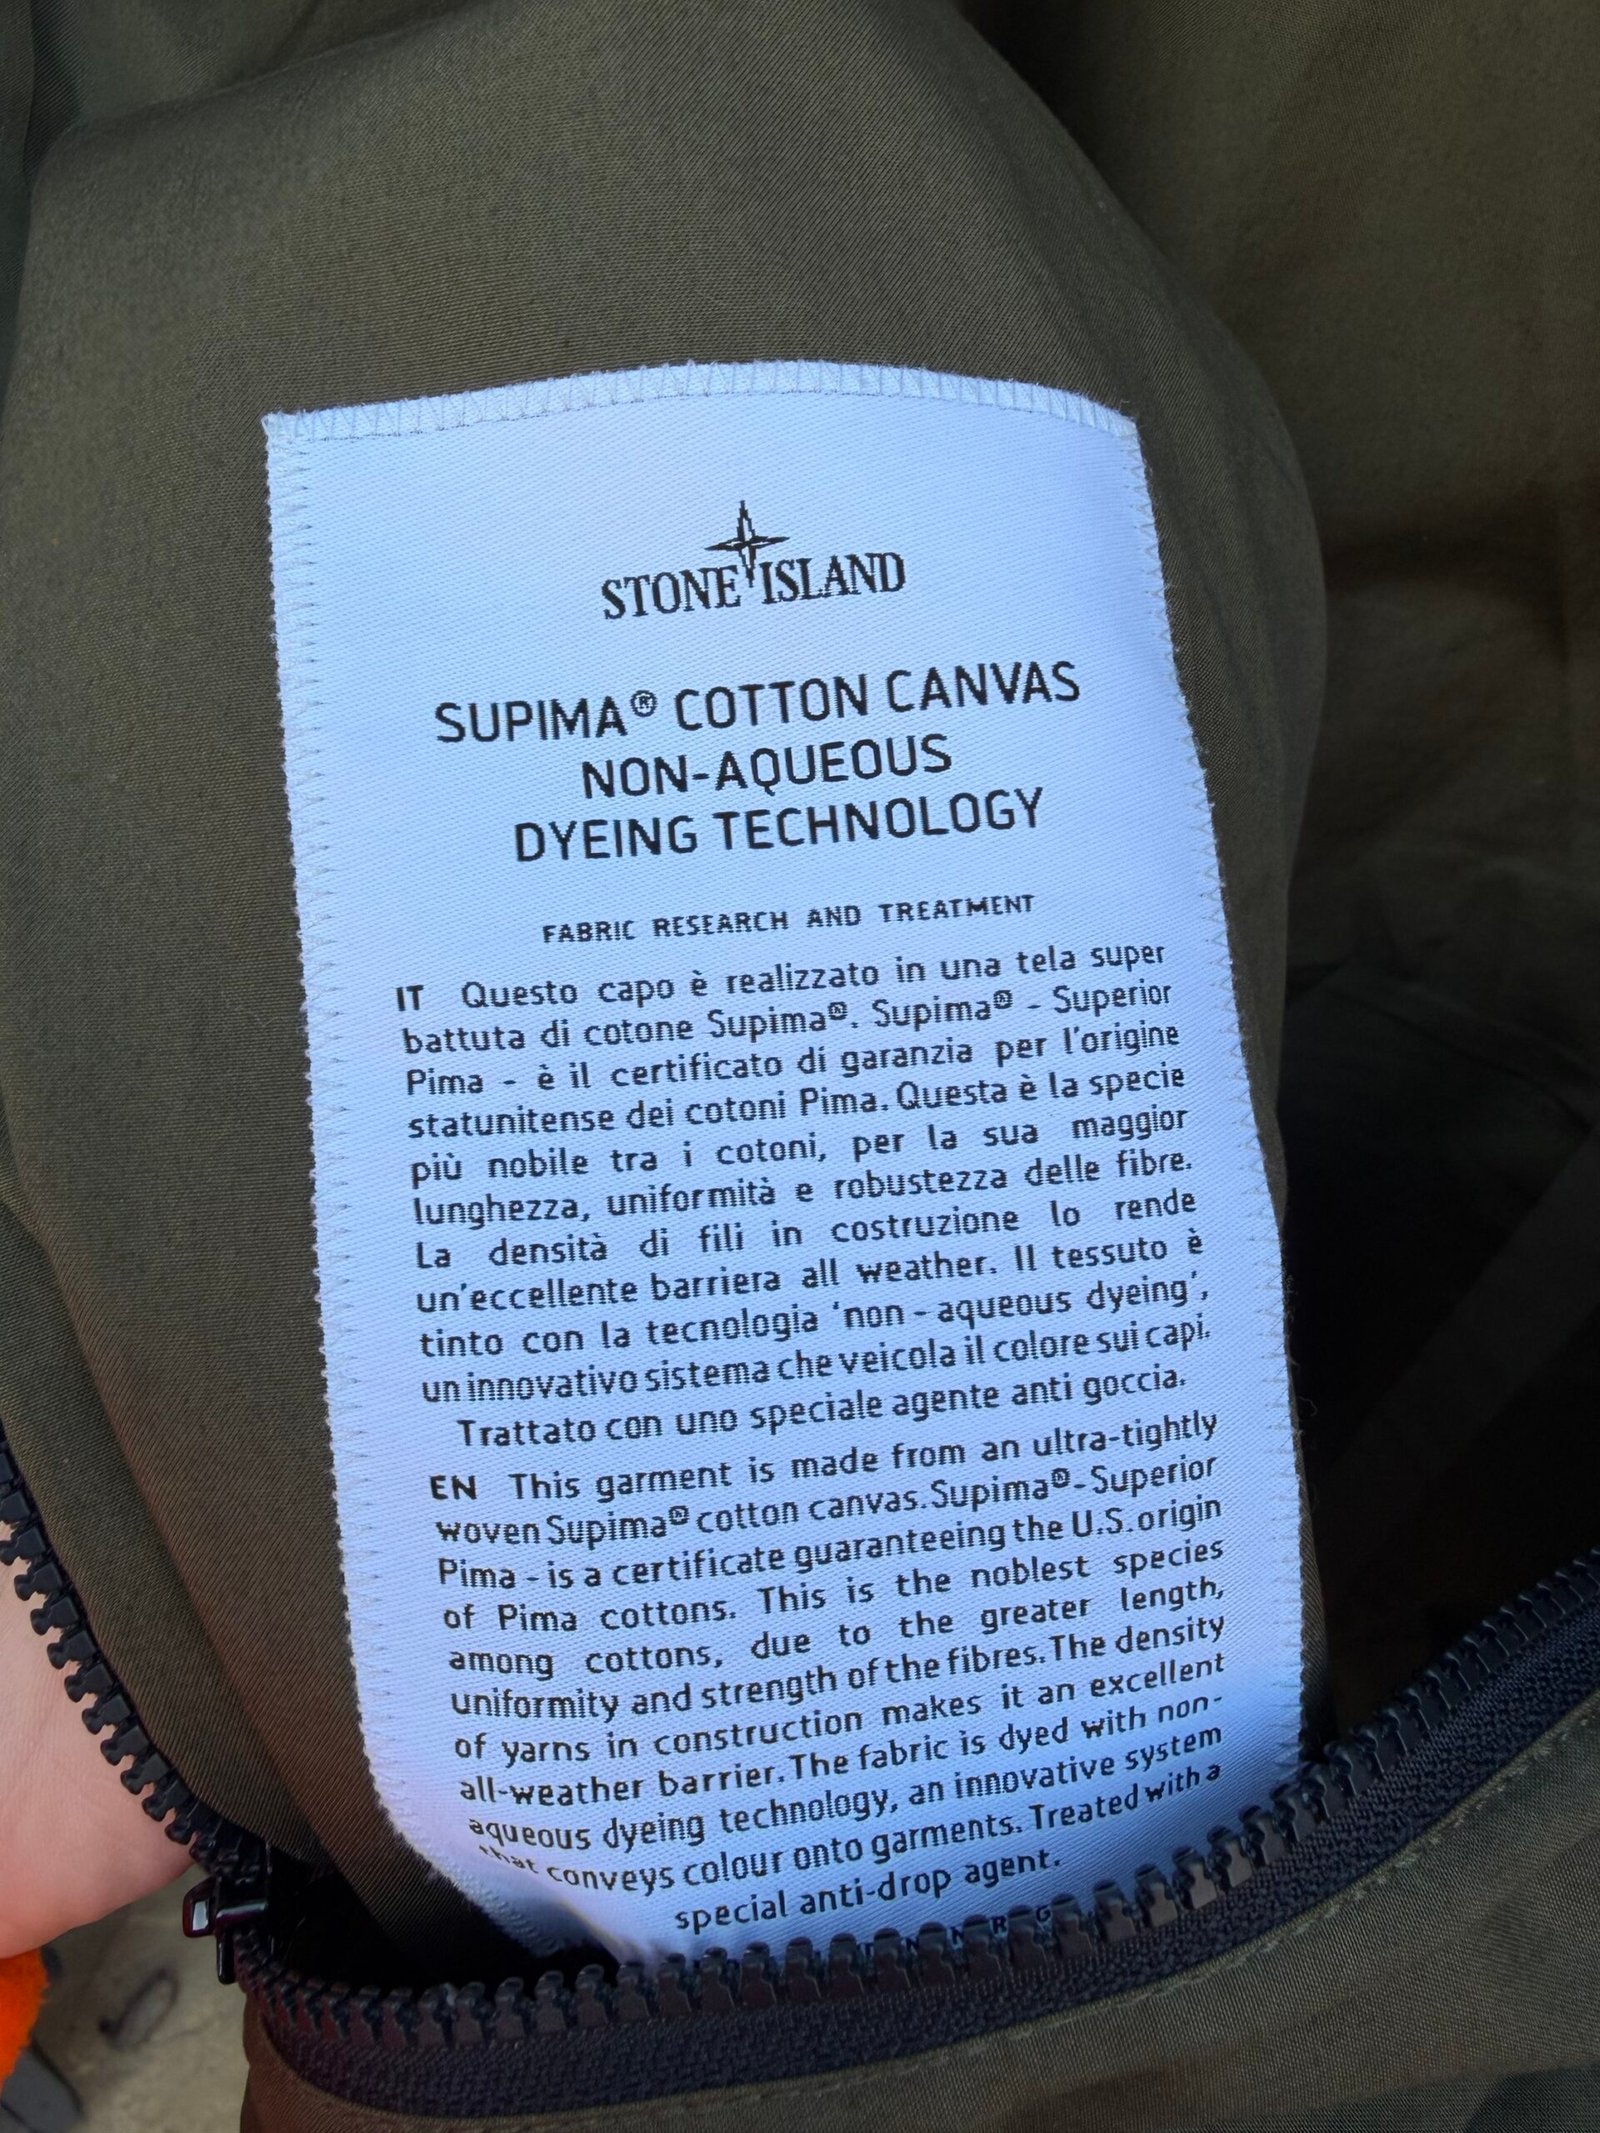 STONE ISLAND
SUPIMA® COTTON CANVAS
NON-AQUEOUS
DYEING TECHNOLOGY
FABRIC RESEARCH AND TREATMENT
IT Questo capo è realizzato in una tela super
battuta di cotone Supima®. Supima® - Superior
Pima - è il certificato di garanzia per l'origine
statunitense dei cotoni Pima. Questa è la specie
più nobile tra i cotoni, per la sua maggior
lunghezza, uniformità e robustezza delle fibre.
La densità di fili in costruzione lo rende
un'eccellente barriera all weather. Il tessuto è
tinto con la tecnologia 'non - aqueous dyeing',
un innovativo sistema che veicola il colore sui capi.
Trattato con uno speciale agente anti goccia.
EN This garment is made from an ultra-tightly
woven Supima® cotton canvas. Supima® - Superior
Pima - is a certificate guaranteeing the U.S. origin
of Pima cottons. This is the noblest species
among cottons, due to the greater length,
uniformity and strength of the fibres. The density
of yarns in construction makes it an excellent
all-weather barrier. The fabric is dyed with non-
aqueous dyeing technology, an innovative system
that conveys colour onto garments. Treated with a
special anti-drop agent.